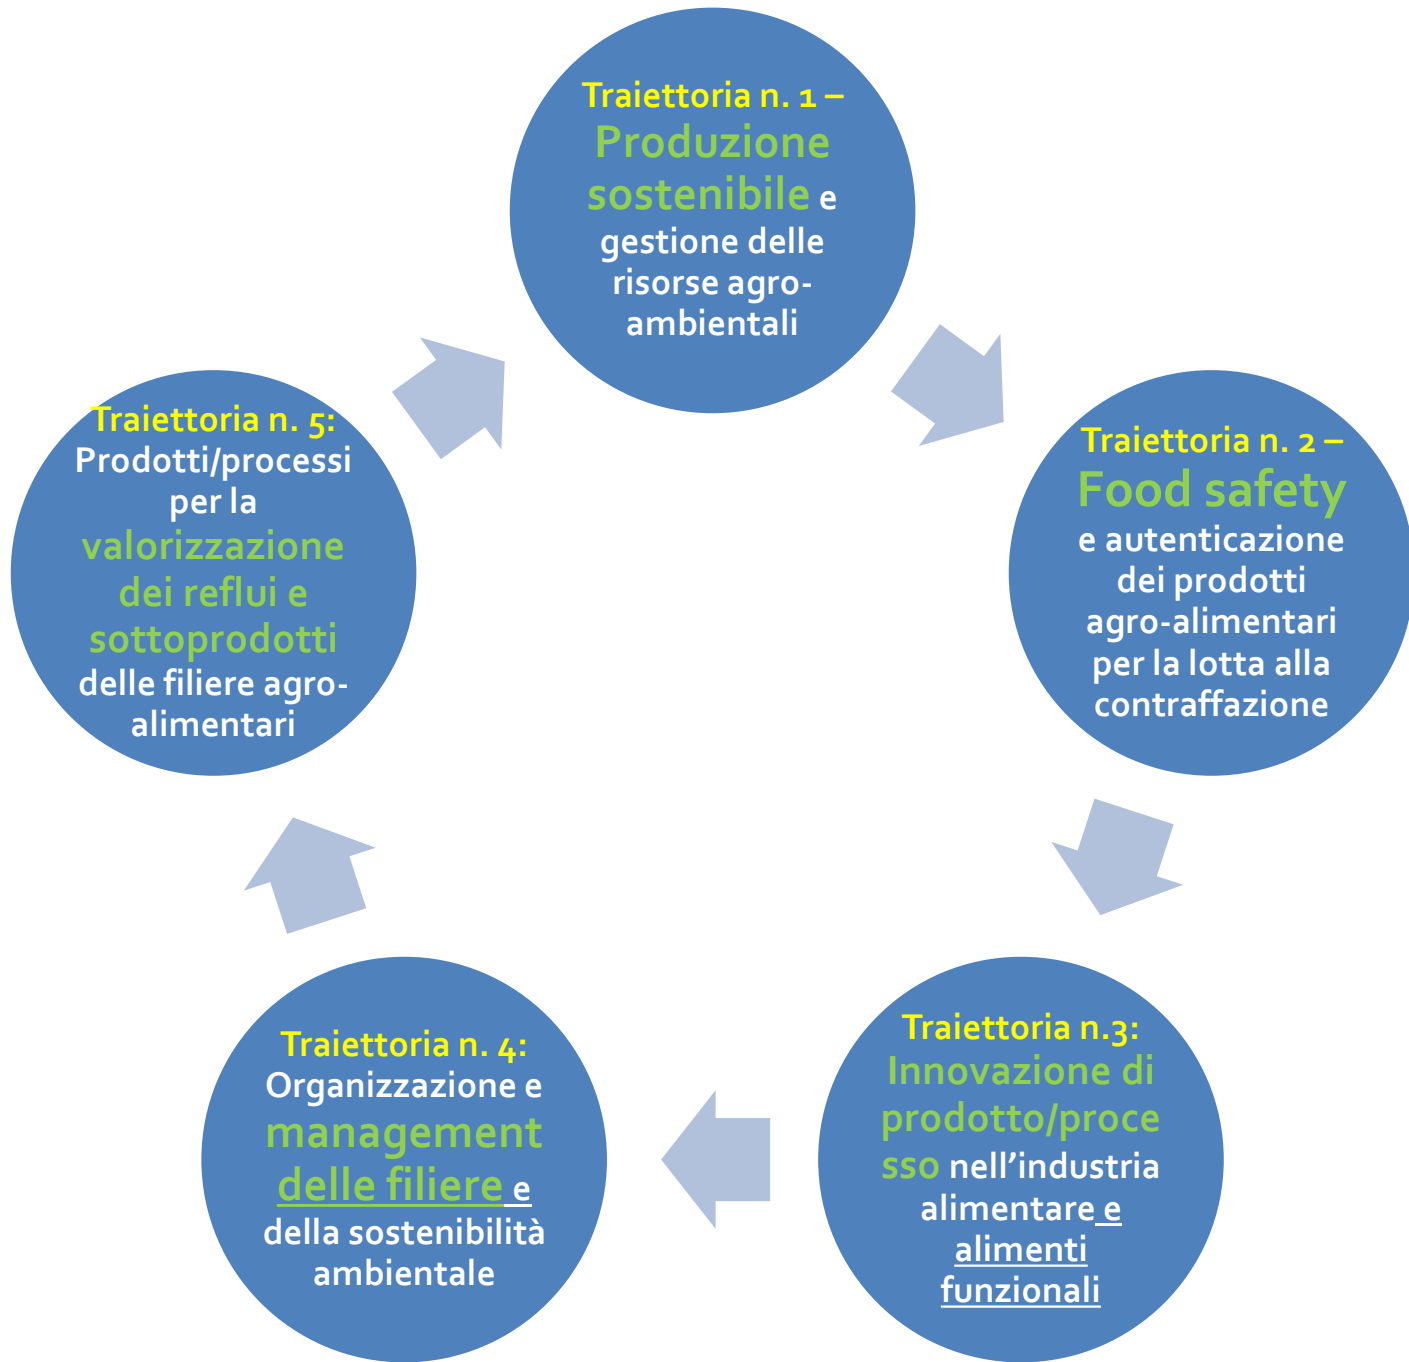 Traiettoria n. 1 –
Produzione
sostenibile e
gestione delle
risorse agro-
ambientali
Traiettoria n. 2 –
Food safety
e autenticazione
dei prodotti
agro-alimentari
per la lotta alla
contraffazione
Traiettoria n.3:
Innovazione di
prodotto/proce
sso nell’industria
alimentare e
alimenti
funzionali
Traiettoria n. 4:
Organizzazione e
management
delle filiere e
della sostenibilità
ambientale
Traiettoria n. 5:
Prodotti/processi
per la
valorizzazione
dei reflui e
sottoprodotti
delle filiere agro-
alimentari